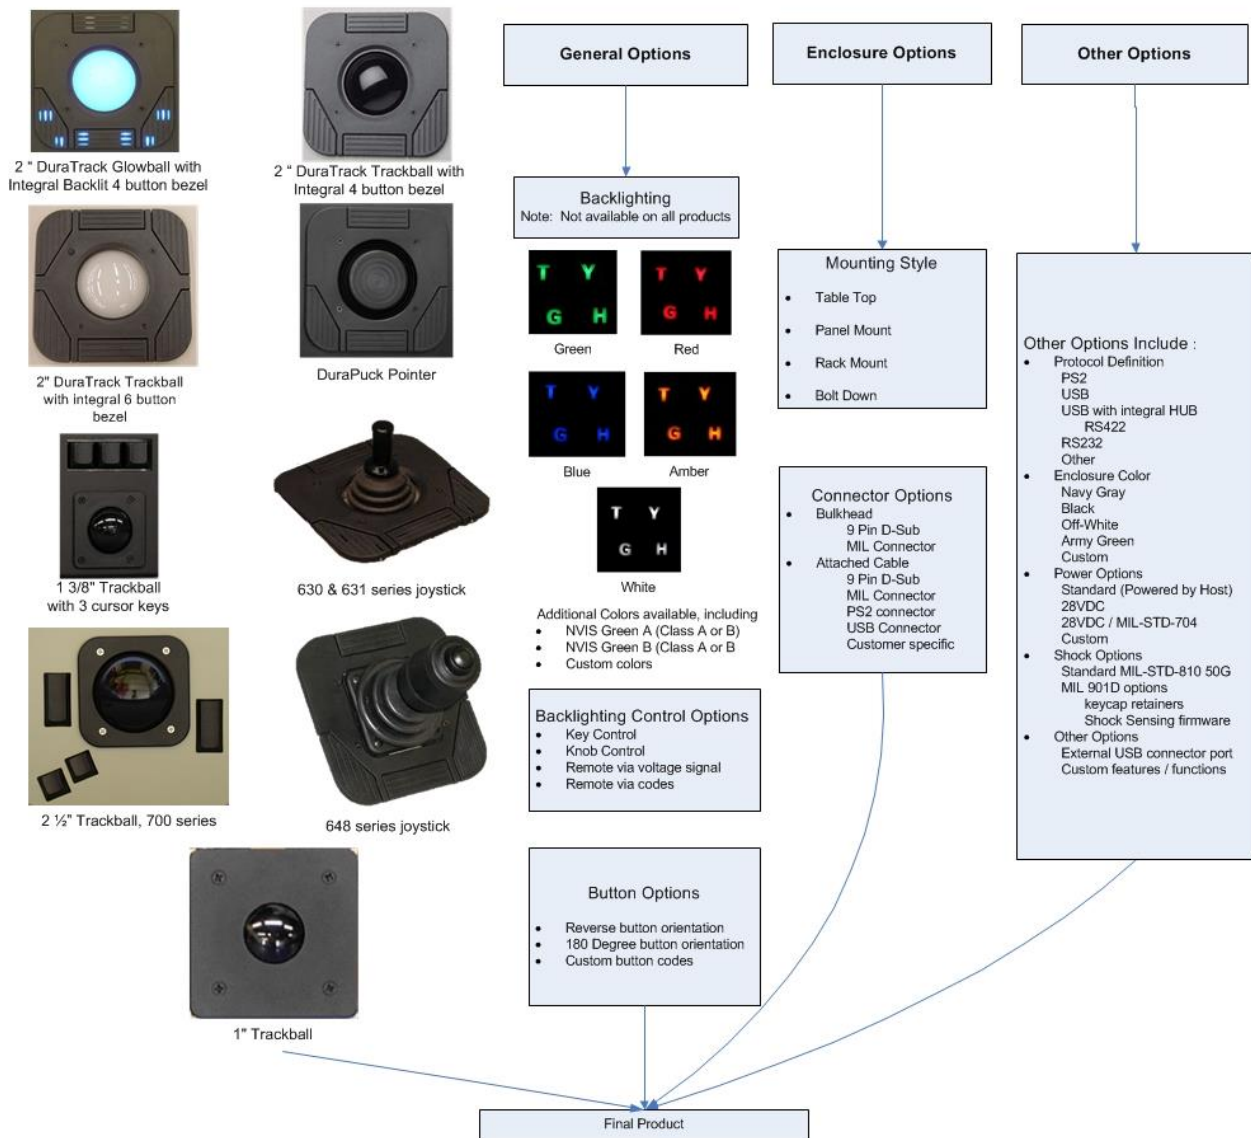 2 " DuraTrack Glowball with
Integral Backlit 4 button bezel
2 “ DuraTrack Trackball with
Integral 4 button bezel
2" DuraTrack Trackball
with integral 6 button
bezel
DuraPuck Pointer
1 3/8" Trackball
with 3 cursor keys
630 & 631 series joystick
2 ½" Trackball, 700 series
648 series joystick
1" Trackball
General Options
Backlighting
Note: Not available on all products
T Y
G H
Green
T Y
G H
Red
T Y
G H
Blue
T Y
G H
Amber
T Y
G H
White
Additional Colors available, including
• NVIS Green A (Class A or B)
• NVIS Green B (Class A or B
• Custom colors
Backlighting Control Options
• Key Control
• Knob Control
• Remote via voltage signal
• Remote via codes
Button Options
• Reverse button orientation
• 180 Degree button orientation
• Custom button codes
Enclosure Options
Mounting Style
• Table Top
• Panel Mount
• Rack Mount
• Bolt Down
Connector Options
• Bulkhead
9 Pin D-Sub
MIL Connector
• Attached Cable
9 Pin D-Sub
MIL Connector
PS2 connector
USB Connector
Customer specific
Other Options
Other Options Include :
• Protocol Definition
PS2
USB
USB with integral HUB
RS422
RS232
Other
• Enclosure Color
Navy Gray
Black
Off-White
Army Green
Custom
• Power Options
Standard (Powered by Host)
28VDC
28VDC / MIL-STD-704
Custom
• Shock Options
Standard MIL-STD-810 50G
MIL 901D options
keycap retainers
Shock Sensing firmware
• Other Options
External USB connector port
Custom features / functions
Final Product